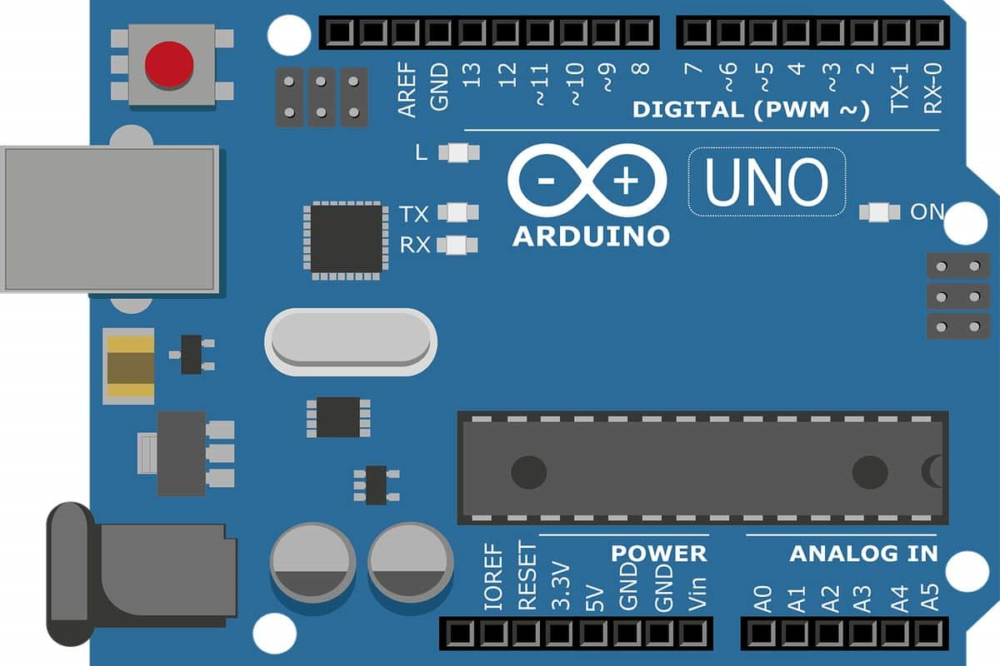 AREF
GND
13
12
~11
~10
~9
8
7
~6
~5
4
~3
2
TX→1
RX←0
DIGITAL (PWM ~)
L
TX
RX
- +
ARDUINO
UNO
ON
POWER
ANALOG IN
IOREF
RESET
3.3V
5V
GND
GND
Vin
A0
A1
A2
A3
A4
A5